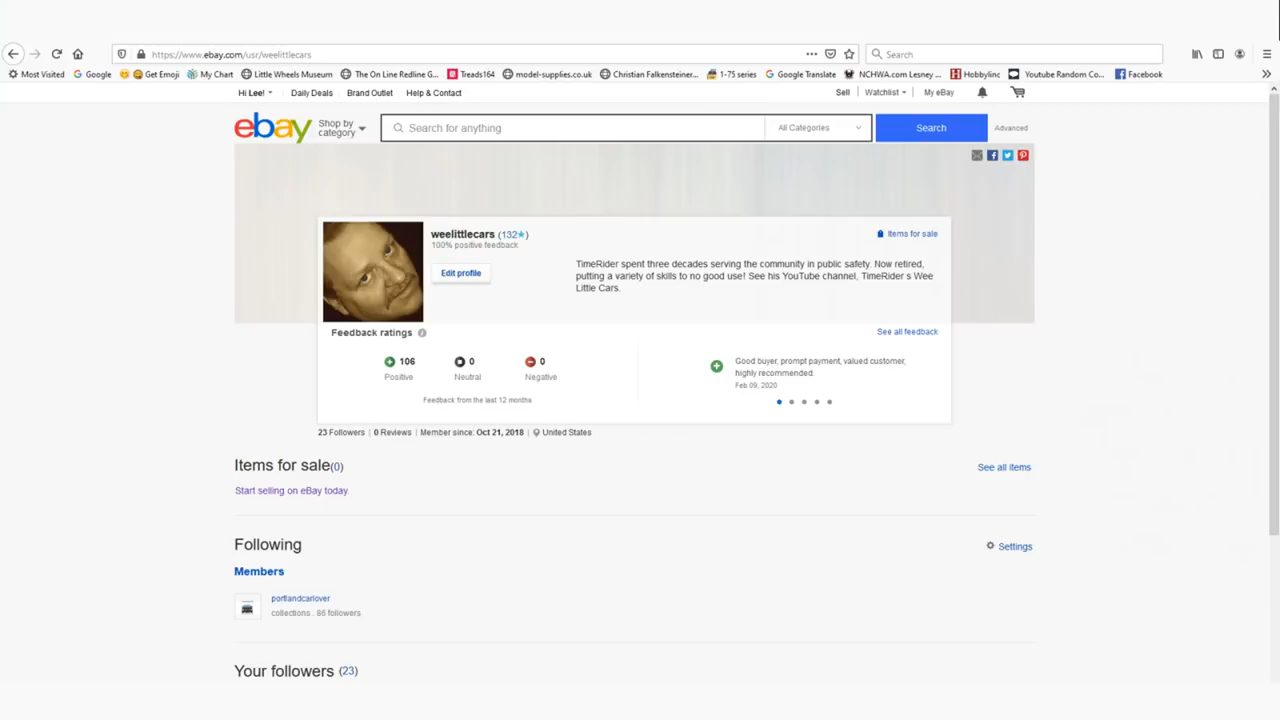 https://www.ebay.com/usr/weelittlecars
Search
Most Visited Google Get Emoji My Chart Little Wheels Museum The On Line Redline G... Treads164 model-supplies.co.uk Christian Falkensteiner... 1-75 series Google Translate NCHWA.com Lesney ... Hobbylinc Youtube Random Co... Facebook
Hi Lee! Daily Deals Brand Outlet Help & Contact Sell Watchlist My eBay
ebay
Shop by
category
Search for anything
All Categories
Search
Advanced
weelittlecars (132★)
100% positive feedback
Edit profile
Items for sale
TimeRider spent three decades serving the community in public safety. Now retired,
putting a variety of skills to no good use! See his YouTube channel, TimeRider s Wee
Little Cars.
Feedback ratings
See all feedback
106
Positive
0
Neutral
0
Negative
Feedback from the last 12 months
Good buyer, prompt payment, valued customer,
highly recommended.
Feb 09, 2020
23 Followers | 0 Reviews | Member since: Oct 21, 2018 | United States
Items for sale(0)
See all items
Start selling on eBay today.
Following
Settings
Members
portlandcarlover
collections . 86 followers
Your followers (23)